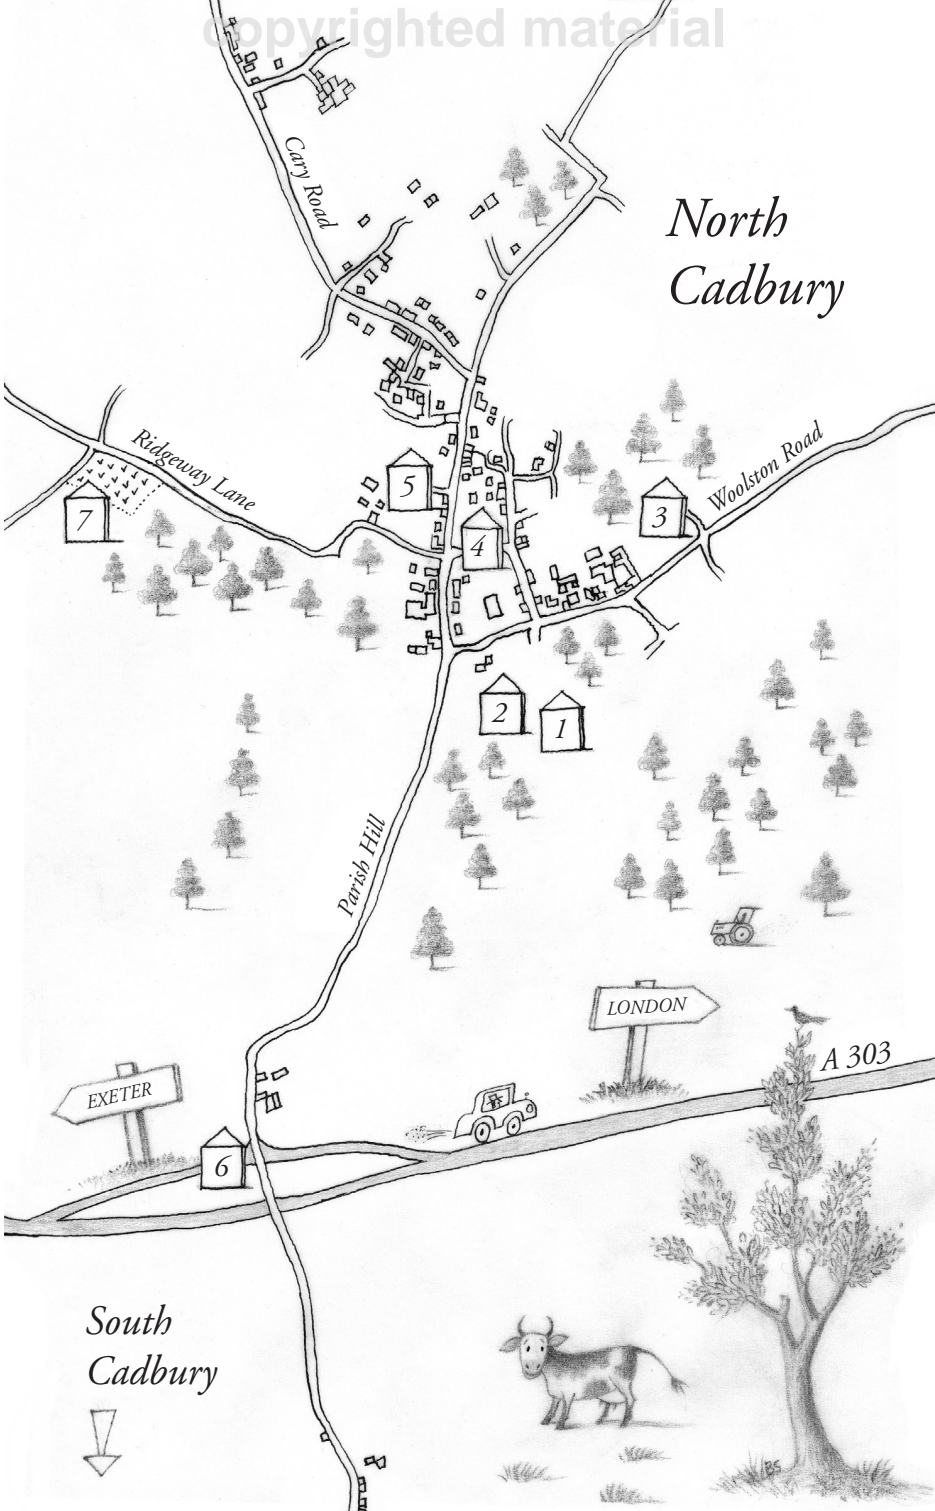 copyrighted material
Cary Road
North
Cadbury
Ridgeway Lane
Woolston Road
5
7
3
4
2
1
Parish Hill
LONDON
A 303
EXETER
6
South
Cadbury
BS